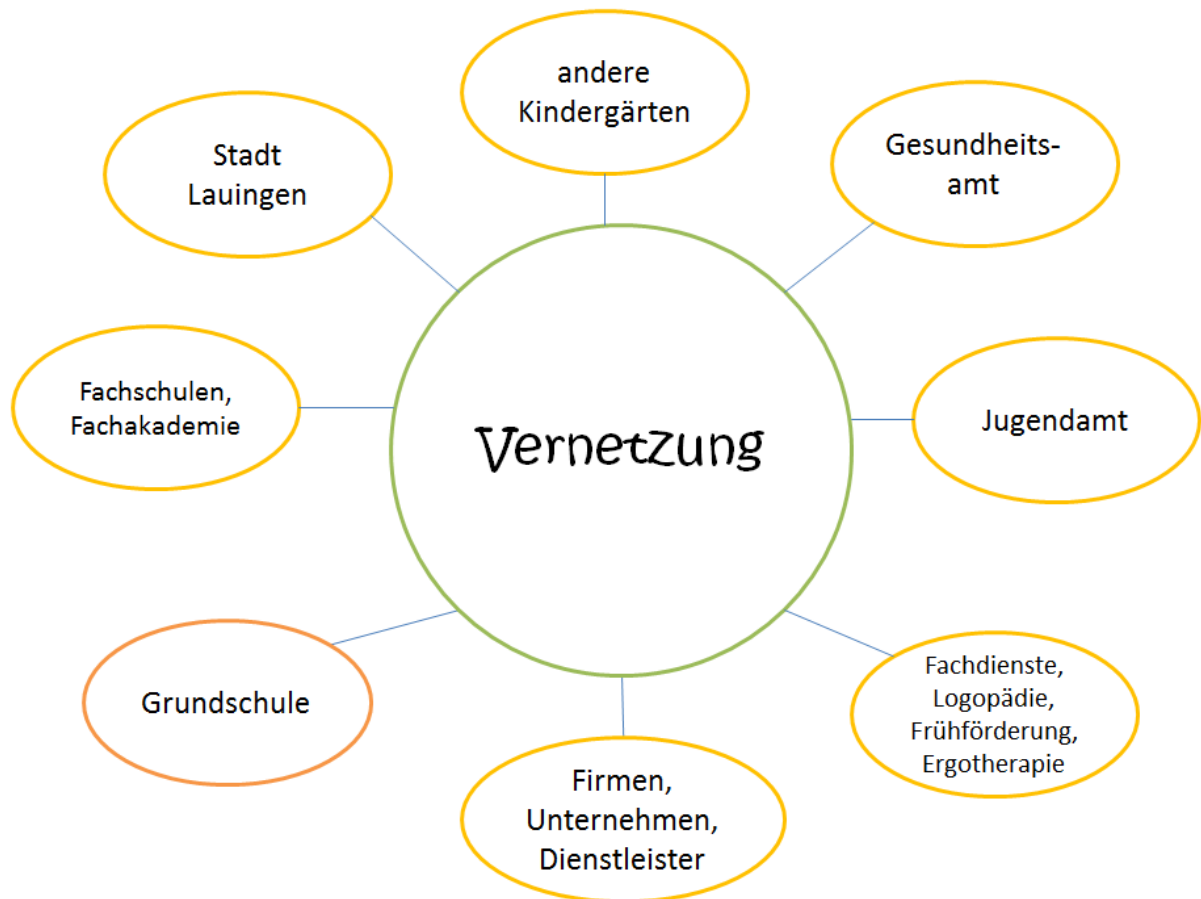 andere
Kindergärten
Gesundheits-
amt
Stadt
Lauingen
Fachschulen,
Fachakademie
Vernetzung
Jugendamt
Grundschule
Fachdienste,
Logopädie,
Frühförderung,
Ergotherapie
Firmen,
Unternehmen,
Dienstleister